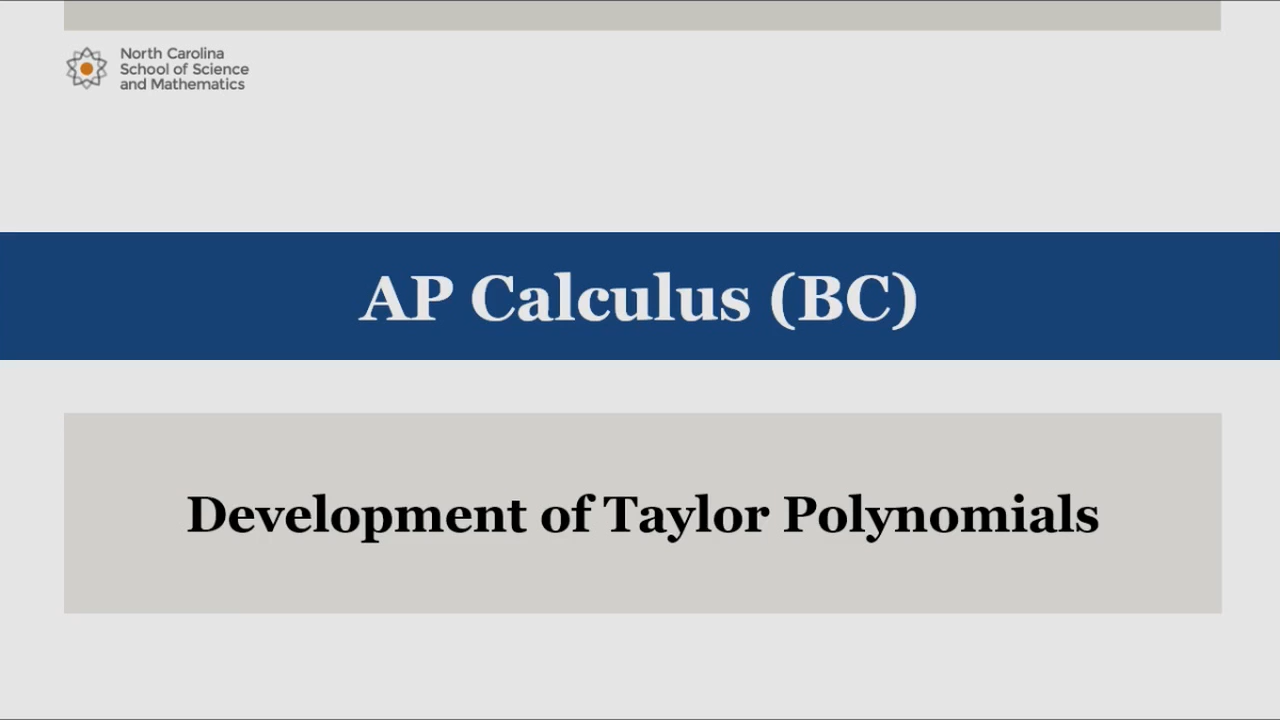 North Carolina
School of Science
and Mathematics
AP Calculus (BC)
Development of Taylor Polynomials